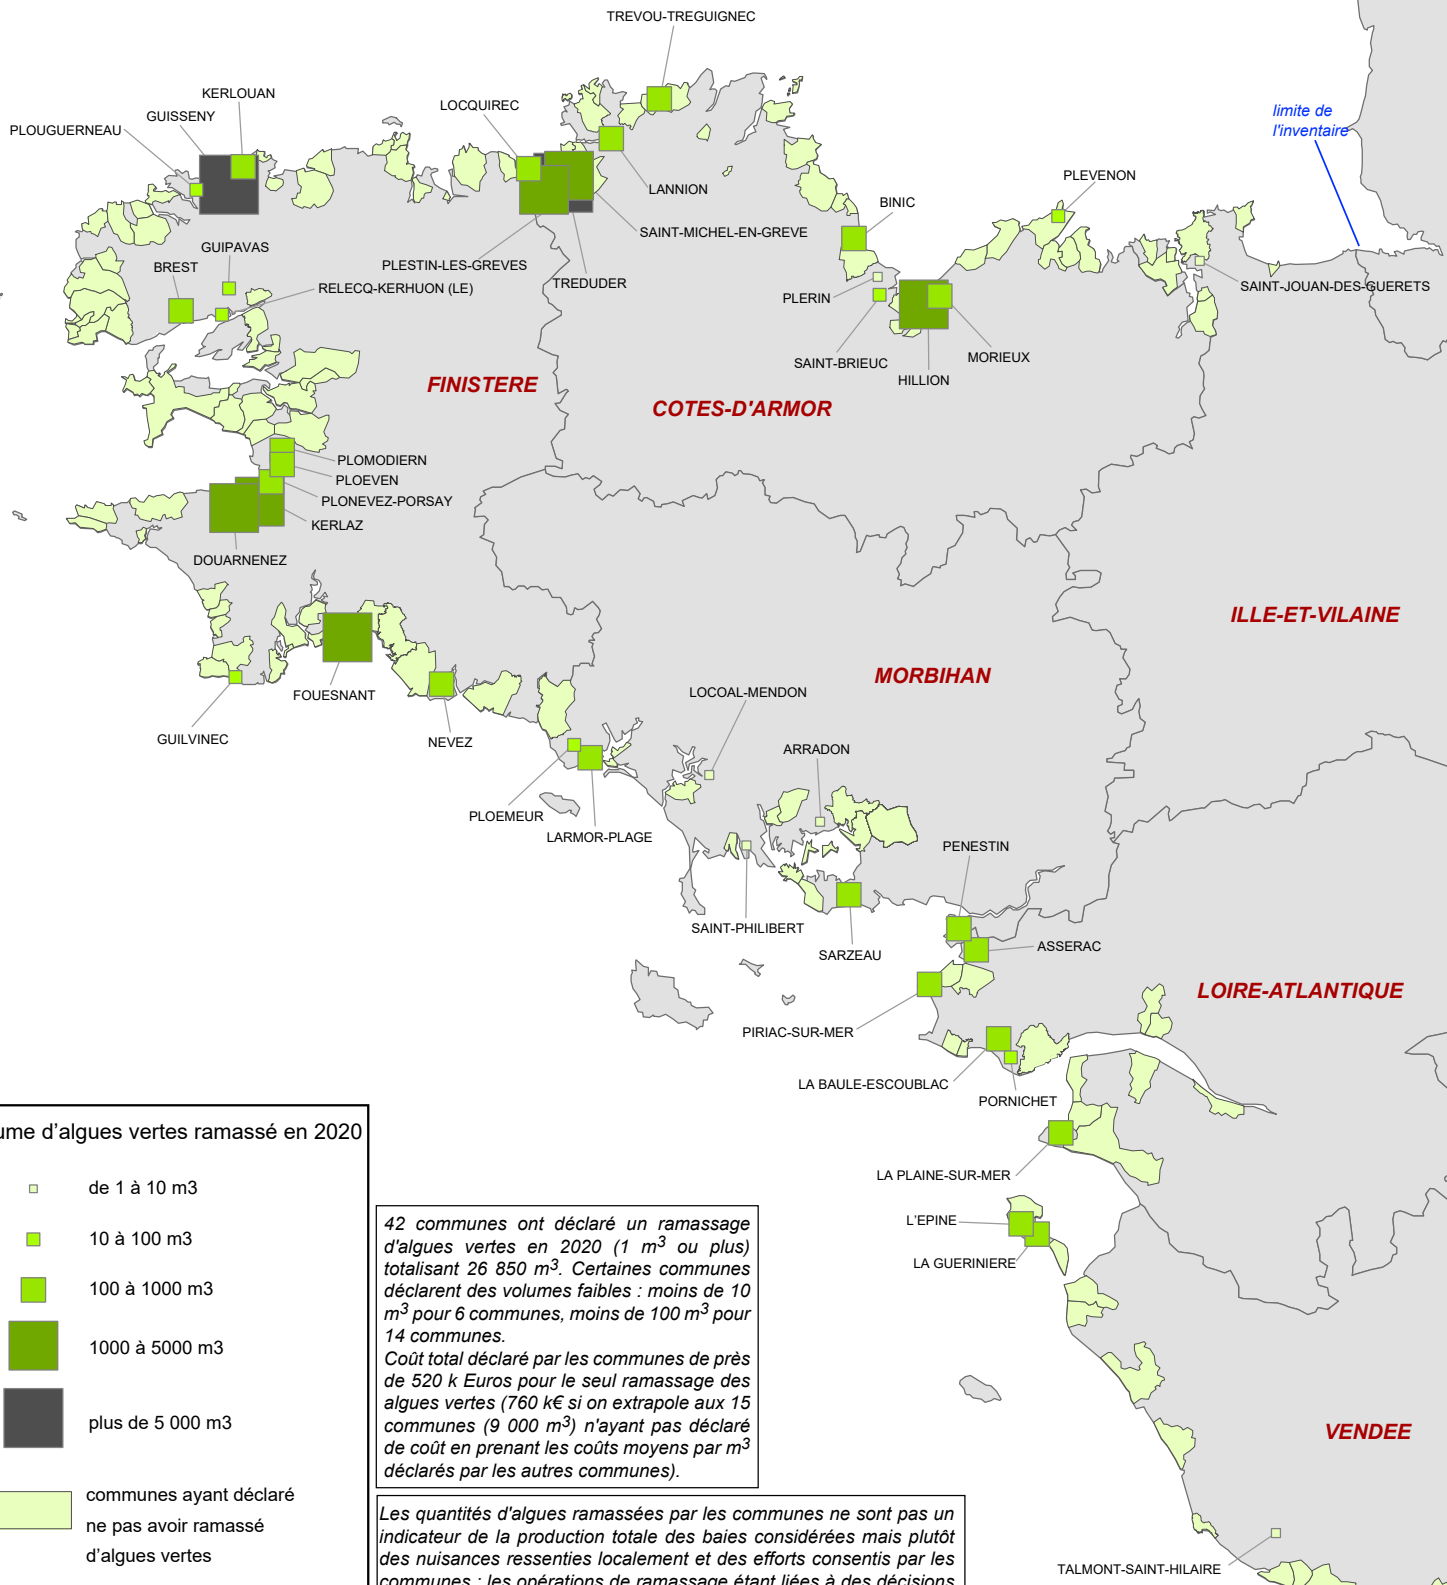 TREVOU-TREGUIGNEC
KERLOUAN
GUISSENY
PLOUGUERNEAU
LOCQUIREC
limite de
l'inventaire
LANNION
PLEVENON
BINIC
SAINT-MICHEL-EN-GREVE
GUIPAVAS
BREST
PLESTIN-LES-GREVES
RELECQ-KERHUON (LE)
TREDUDER
PLERIN
SAINT-JOUAN-DES-GUERETS
SAINT-BRIEUC
MORIEUX
HILLION
FINISTERE
COTES-D'ARMOR
PLOMODIERN
PLOEVEN
PLONEVEZ-PORSAY
KERLAZ
DOUARNENEZ
ILLE-ET-VILAINE
MORBIHAN
FOUESNANT
LOCOAL-MENDON
GUILVINEC
NEVEZ
ARRADON
PLOEMEUR
LARMOR-PLAGE
PENESTIN
SAINT-PHILIBERT
SARZEAU
ASSERAC
LOIRE-ATLANTIQUE
PIRIAC-SUR-MER
LA BAULE-ESCOUBLAC
PORNICHET
LA PLAINE-SUR-MER
L'EPINE
LA GUERINIERE
VENDEE
TALMONT-SAINT-HILAIRE
ume d'algues vertes ramassé en 2020
de 1 à 10 m3
10 à 100 m3
100 à 1000 m3
1000 à 5000 m3
plus de 5 000 m3
communes ayant déclaré
ne pas avoir ramassé
d'algues vertes
42 communes ont déclaré un ramassage
d'algues vertes en 2020 (1 m³ ou plus)
totalisant 26 850 m³. Certaines communes
déclarent des volumes faibles : moins de 10
m³ pour 6 communes, moins de 100 m³ pour
14 communes.
Coût total déclaré par les communes de près
de 520 k Euros pour le seul ramassage des
algues vertes (760 k€ si on extrapole aux 15
communes (9 000 m³) n'ayant pas déclaré
de coût en prenant les coûts moyens par m³
déclarés par les autres communes).
Les quantités d'algues ramassées par les communes ne sont pas un
indicateur de la production totale des baies considérées mais plutôt
des nuisances ressenties localement et des efforts consentis par les
communes : les opérations de ramassage étant liées à des décisions